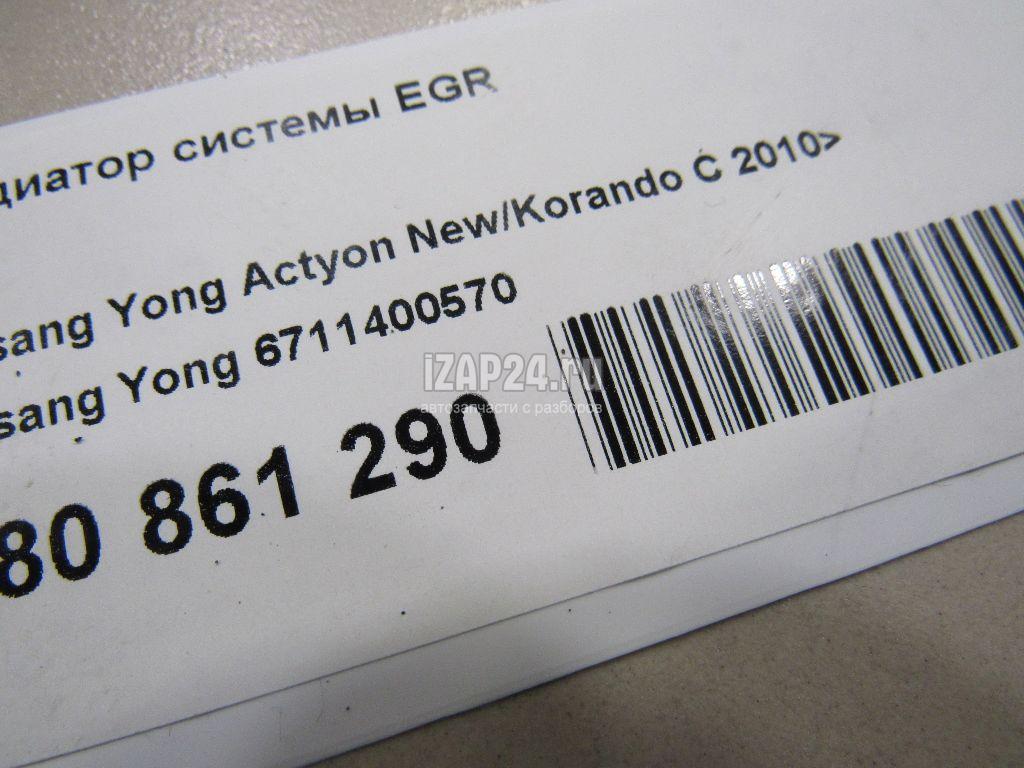 диатор системы EGR
sang Yong Actyon New/Korando C 2010>
sang Yong 6711400570
80 861 290
iZAP24.ru
автозапчасти с разборов